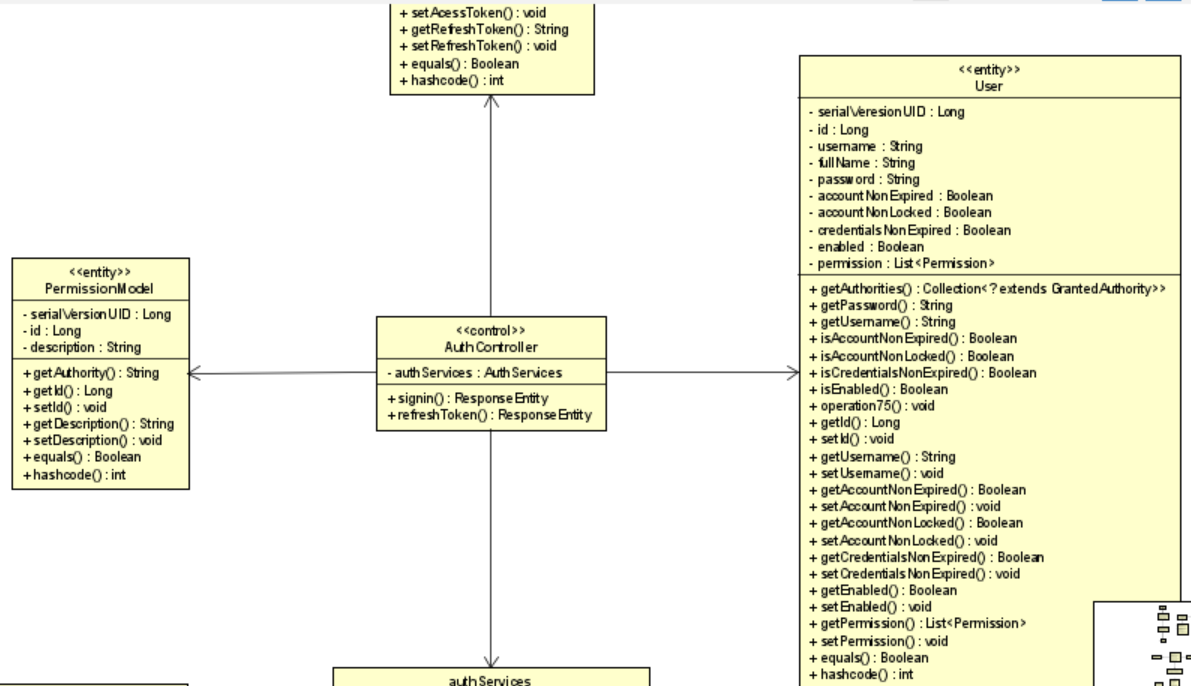 + setAcessToken() : void
+ getRefreshToken() : String
+ setRefreshToken() : void
+ equals() : Boolean
+ hashcode() : int
<<entity>>
User
- serialVeresionUID : Long
- id : Long
- username : String
- fullName : String
- password : String
- accountNonExpired : Boolean
- accountNonLocked : Boolean
- credentialsNonExpired : Boolean
- enabled : Boolean
- permission : List<Permission>
+ getAuthorities() : Collection<? extends GrantedAuthority>>
+ getPassword() : String
+ getUsername() : String
+ isAccountNonExpired() : Boolean
+ isAccountNonLocked() : Boolean
+ isCredentialsNonExpired() : Boolean
+ isEnabled() : Boolean
+ operation75() : void
+ getId() : Long
+ setId() : void
+ getUsername() : String
+ setUsername() : void
+ getAccountNonExpired() : Boolean
+ setAccountNonExpired() : void
+ getAccountNonLocked() : Boolean
+ setAccountNonLocked() : void
+ getCredentialsNonExpired() : Boolean
+ setCredentialsNonExpired() : void
+ getEnabled() : Boolean
+ setEnabled() : void
+ getPermission() : List<Permission>
+ setPermission() : void
+ equals() : Boolean
+ hashcode() : int
<<entity>>
PermissionModel
- serialVersionUID : Long
- id : Long
- description : String
+ getAuthority() : String
+ getId() : Long
+ setId() : void
+ getDescription() : String
+ setDescription() : void
+ equals() : Boolean
+ hashcode() : int
<<control>>
AuthController
- authServices : AuthServices
+ signin() : ResponseEntity
+ refreshToken() : ResponseEntity
authServices